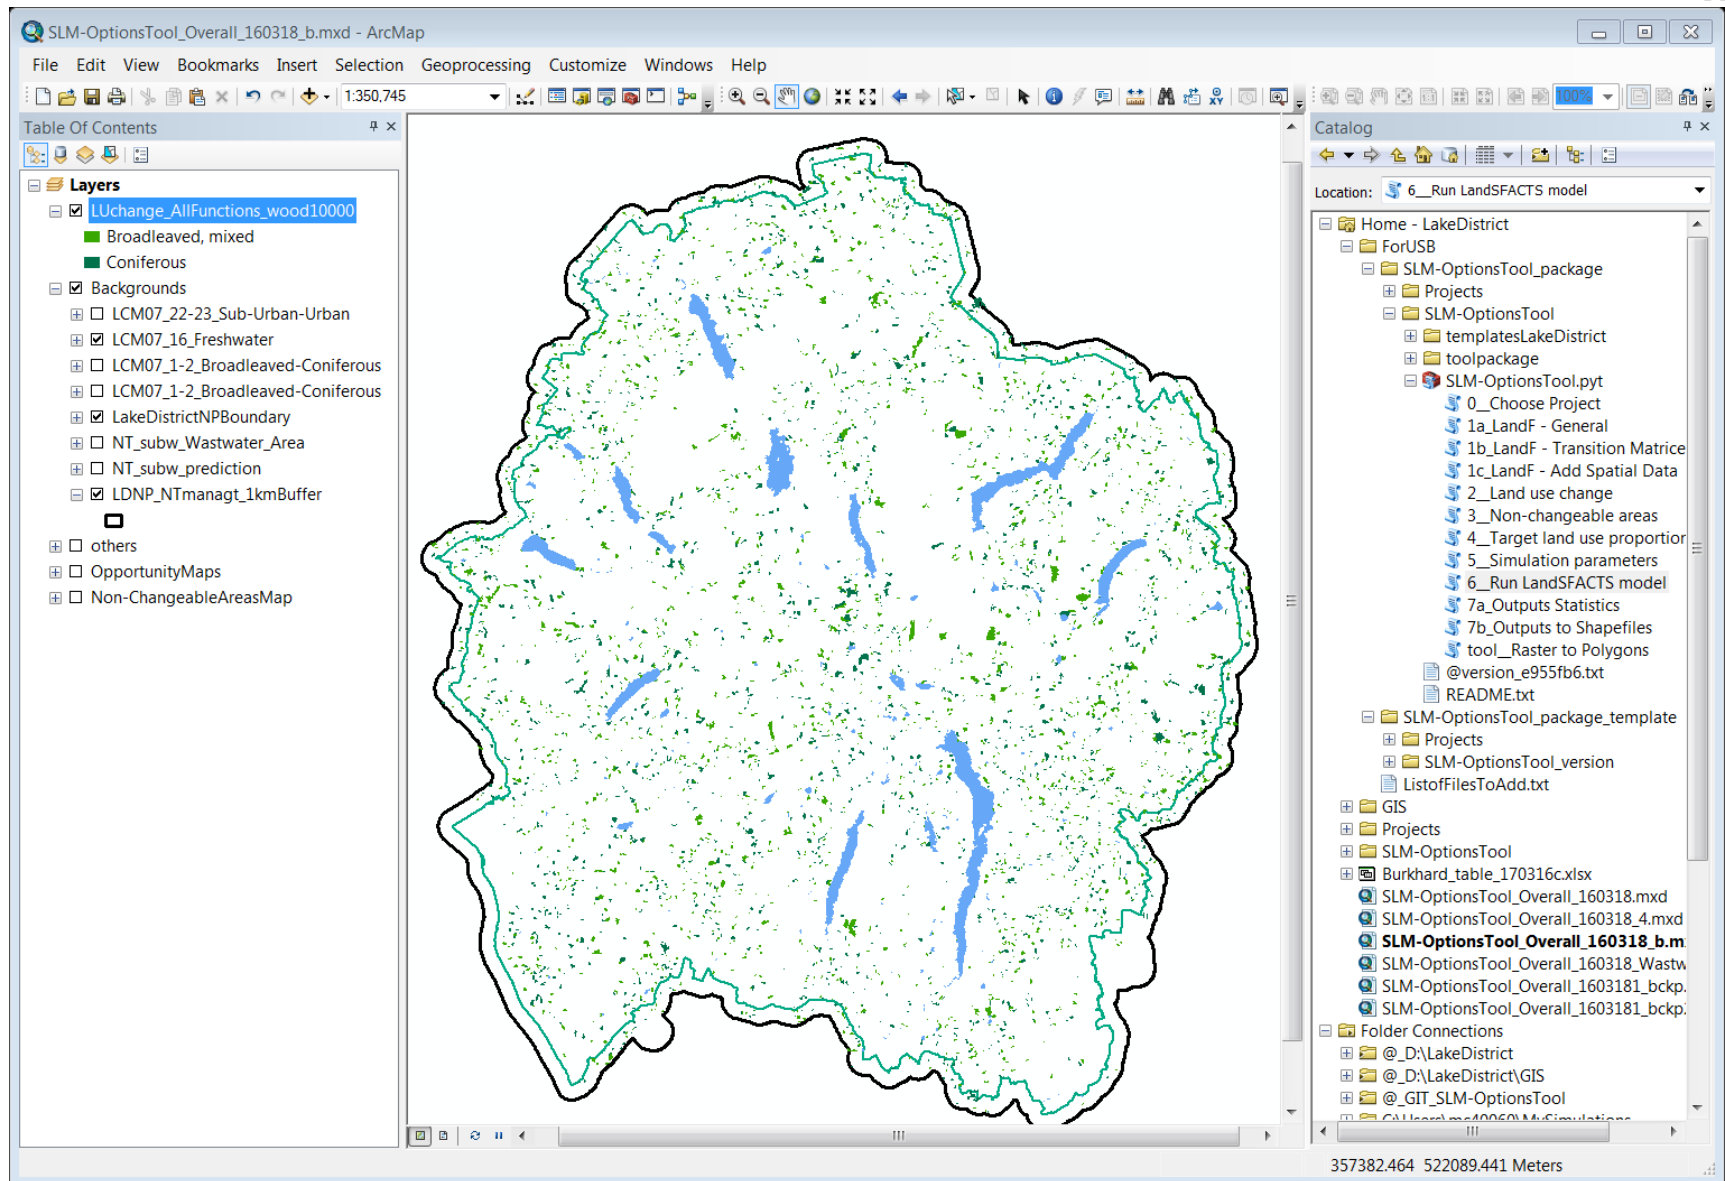 SLM-OptionsTool_Overall_160318_b.mxd - ArcMap
File Edit View Bookmarks Insert Selection Geoprocessing Customize Windows Help
1:350,745
100%
Table Of Contents
Layers
LUchange_AllFunctions_wood10000
Broadleaved, mixed
Coniferous
Backgrounds
LCM07_22-23_Sub-Urban-Urban
LCM07_16_Freshwater
LCM07_1-2_Broadleaved-Coniferous
LCM07_1-2_Broadleaved-Coniferous
LakeDistrictNPBoundary
NT_subw_Wastwater_Area
NT_subw_prediction
LDNP_NTmanagt_1kmBuffer
others
OpportunityMaps
Non-ChangeableAreasMap
Catalog
Location: 6__Run LandSFACTS model
Home - LakeDistrict
ForUSB
SLM-OptionsTool_package
Projects
SLM-OptionsTool
templatesLakeDistrict
toolpackage
SLM-OptionsTool.pyt
0__Choose Project
1a_LandF - General
1b_LandF - Transition Matrice
1c_LandF - Add Spatial Data
2__Land use change
3__Non-changeable areas
4__Target land use proportior
5__Simulation parameters
6__Run LandSFACTS model
7a_Outputs Statistics
7b_Outputs to Shapefiles
tool__Raster to Polygons
@version_e955fb6.txt
README.txt
SLM-OptionsTool_package_template
Projects
SLM-OptionsTool_version
ListofFilesToAdd.txt
GIS
Projects
SLM-OptionsTool
Burkhard_table_170316c.xlsx
SLM-OptionsTool_Overall_160318.mxd
SLM-OptionsTool_Overall_160318_4.mxd
SLM-OptionsTool_Overall_160318_b.m
SLM-OptionsTool_Overall_160318_Wastw
SLM-OptionsTool_Overall_1603181_bckp.
SLM-OptionsTool_Overall_1603181_bckp
Folder Connections
@_D:\LakeDistrict
@_D:\LakeDistrict\GIS
@_GIT_SLM-OptionsTool
357382.464 522089.441 Meters